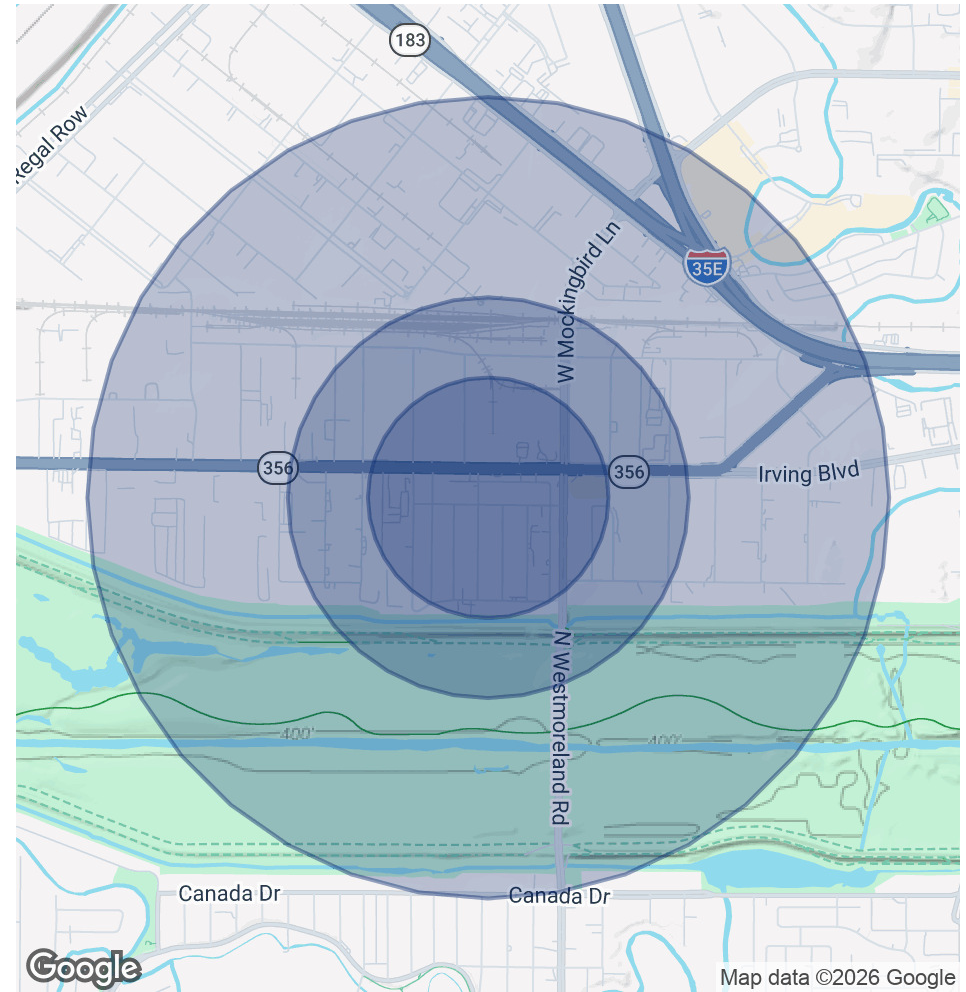 183
Regal Row
W Mockingbird Ln
35E
356
356
Irving Blvd
N Westmoreland Rd
400'
400'
Canada Dr
Canada Dr
Google
Map data ©2026 Google